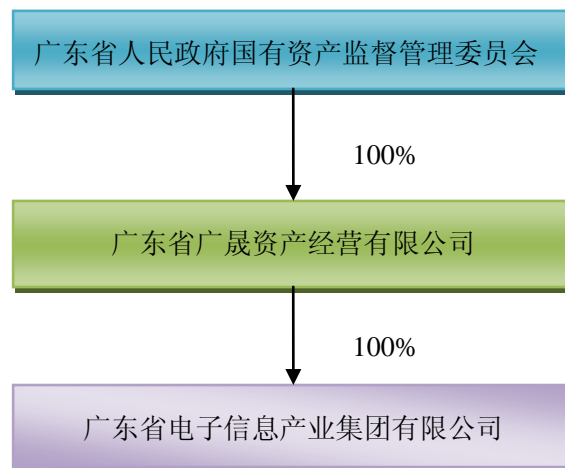 广东省人民政府国有资产监督管理委员会
100%
广东省广晟资产经营有限公司
100%
广东省电子信息产业集团有限公司